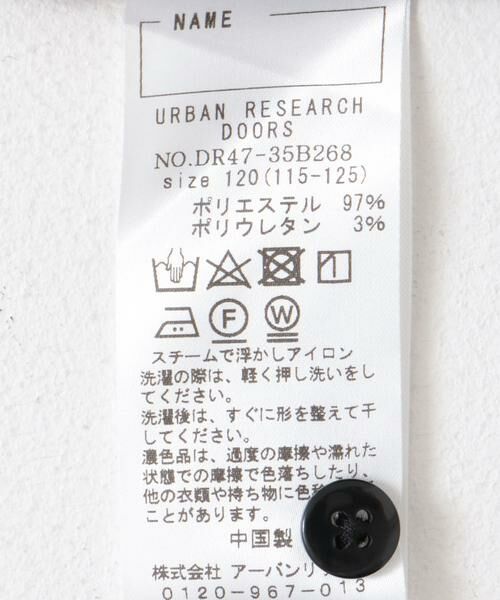 NAME
URBAN RESEARCH
DOORS
NO.DR47-35B268
size 120(115-125)
ポリエステル 97%
ポリウレタン 3%
F W
スチームで浮かしアイロン
洗濯の際は、軽く押し洗いをし
てください。
洗濯後は、すぐに形を整えて干
してください。
濃色品は、過度の摩擦や濡れた
状態での摩擦で色落ちしたり、
他の衣類や持ち物に色
ことがあります。
中国製
株式会社 アーバンリ
0120-967-013